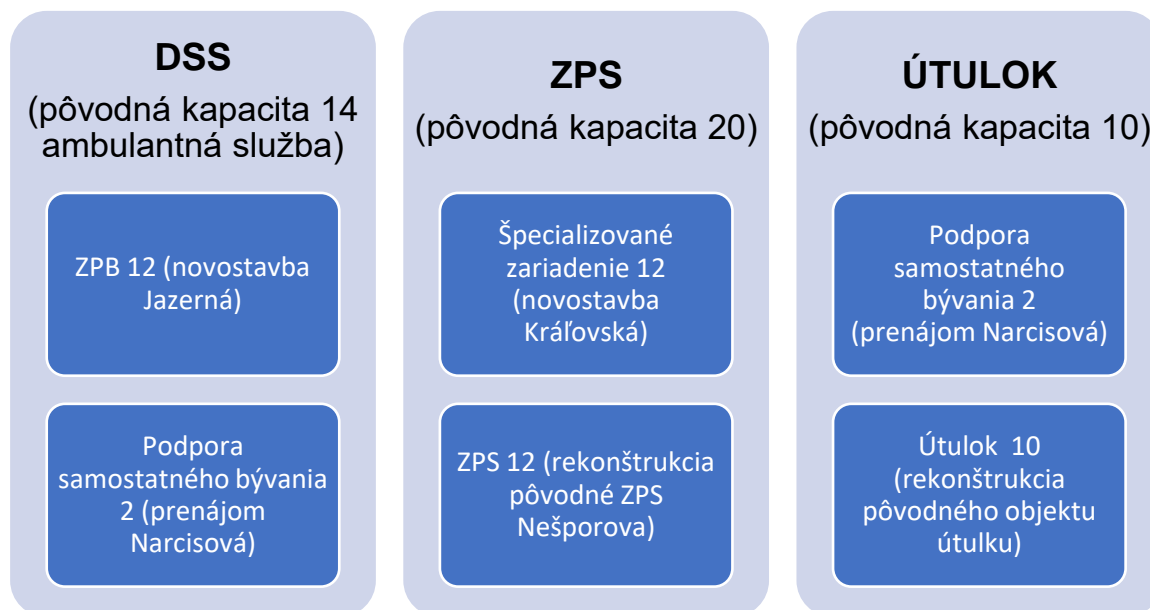 DSS
(pôvodná kapacita 14
ambulantná služba)
ZPB 12 (novostavba
Jazerná)
Podpora
samostatného bývania
2 (prenájom
Narcisová)
ZPS
(pôvodná kapacita 20)
Špecializované
zariadenie 12
(novostavba
Kráľovská)
ZPS 12 (rekonštrukcia
pôvodné ZPS
Nešporova)
ÚTULOK
(pôvodná kapacita 10)
Podpora
samostatného
bývania 2
(prenájom Narcisová)
Útulok 10
(rekonštrukcia
pôvodného objektu
útulku)